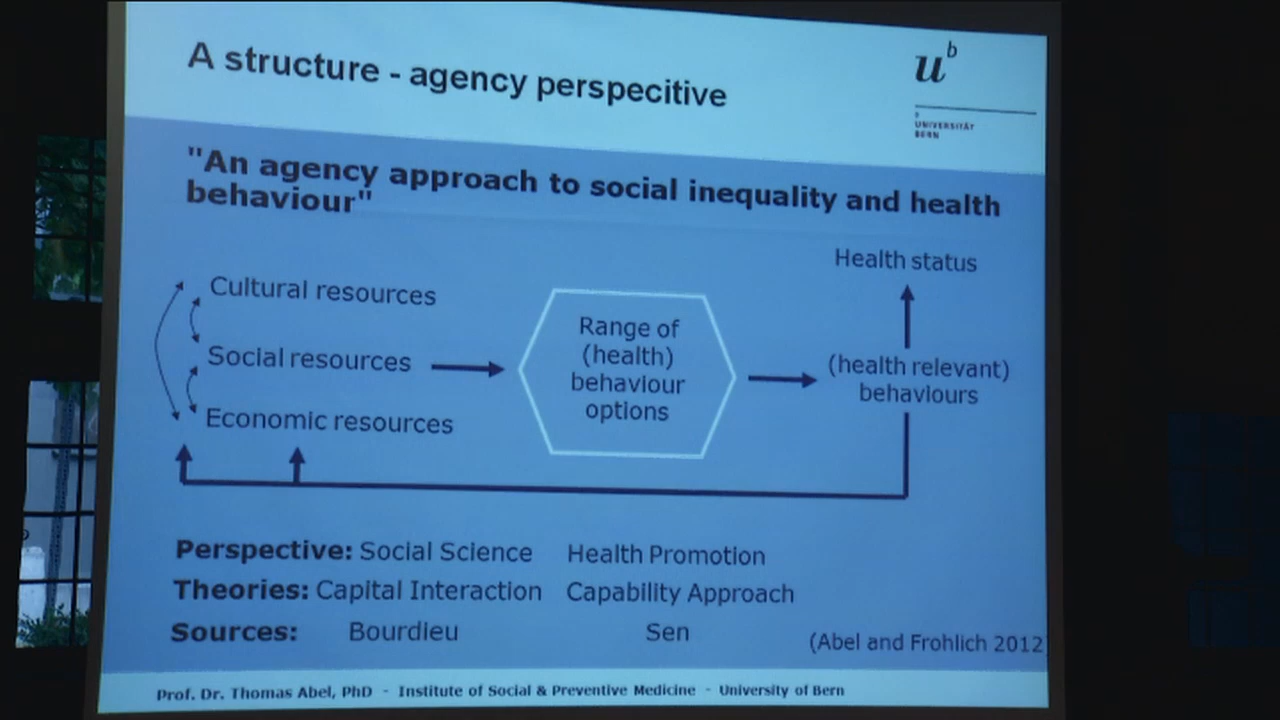 A structure - agency perspecitive
u b
b
UNIVERSITÄT
BERN
"An agency approach to social inequality and health
behaviour"
Health status
Cultural resources
Social resources
Economic resources
Range of
(health)
behaviour
options
(health relevant)
behaviours
Perspective: Social Science Health Promotion
Theories: Capital Interaction Capability Approach
Sources: Bourdieu Sen
(Abel and Frohlich 2012
Prof. Dr. Thomas Abel, PhD - Institute of Social & Preventive Medicine - University of Bern